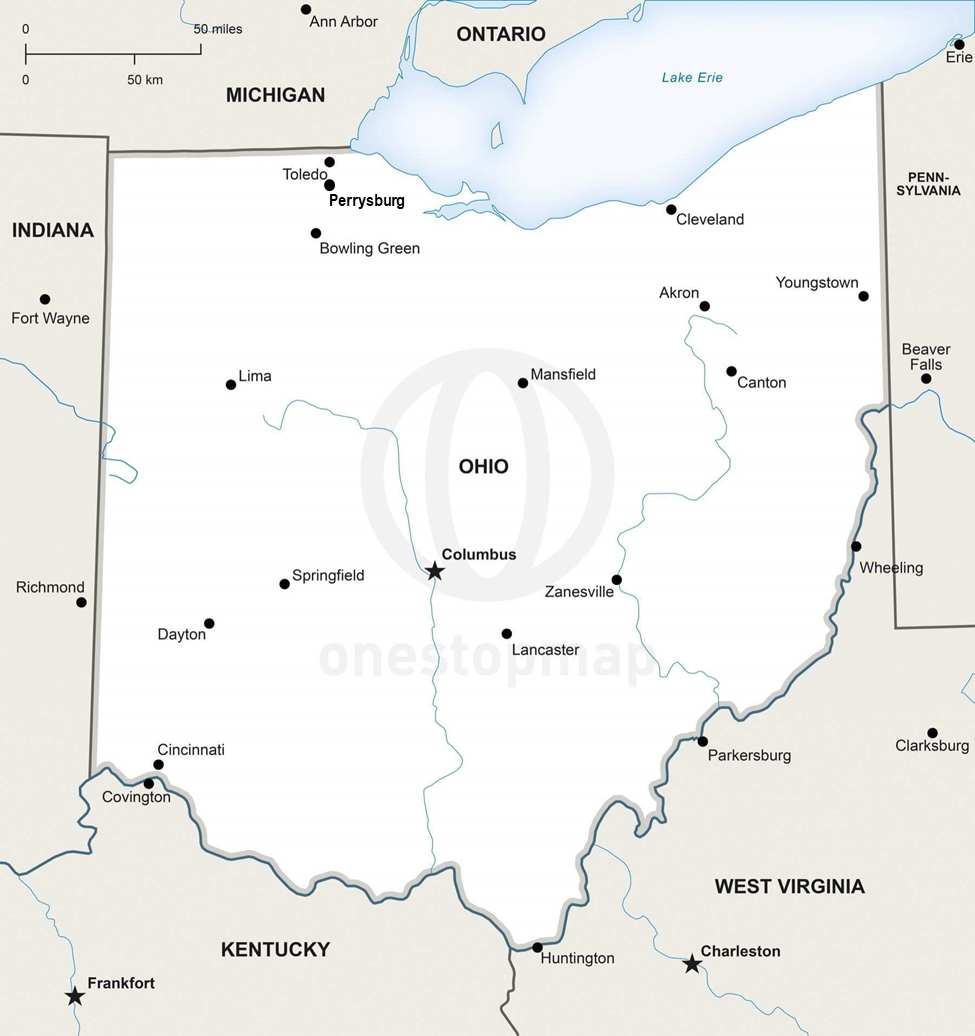 Ann Arbor
0
50 miles
0
50 km
ONTARIO
Erie
Lake Erie
MICHIGAN
Toledo
Perrysburg
PENN-
SYLVANIA
INDIANA
Cleveland
Bowling Green
Youngstown
Akron
Fort Wayne
Beaver
Falls
Lima
Mansfield
Canton
OHIO
Columbus
Wheeling
Springfield
Richmond
Zanesville
Dayton
Lancaster
onestopmap
Cincinnati
Parkersburg
Clarksburg
Covington
WEST VIRGINIA
KENTUCKY
Huntington
Charleston
Frankfort